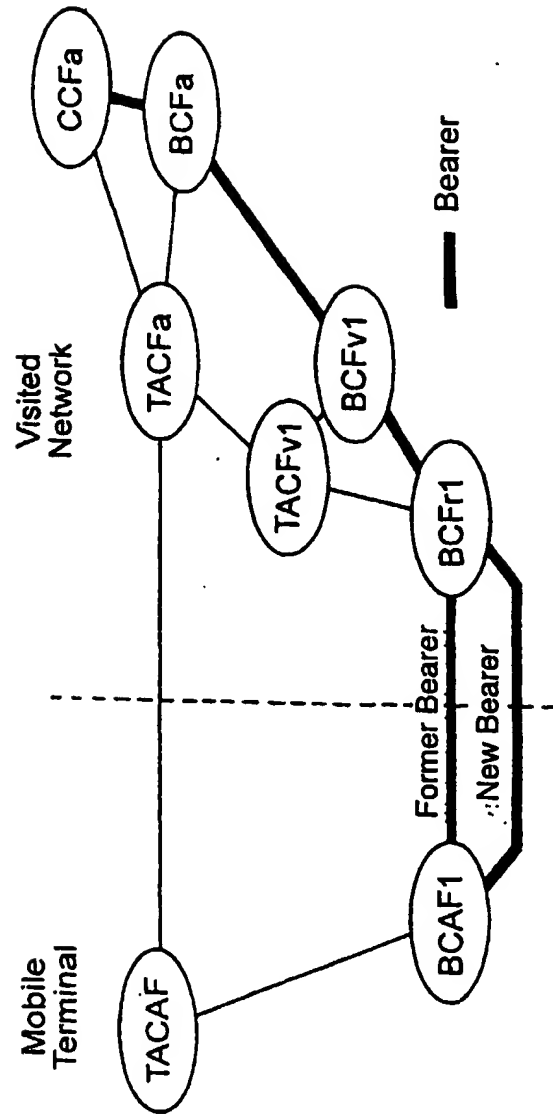 Mobile
Terminal
Visited
Network
TACAF
TACFa
CCFa
BCFa
TACFv1
BCFv1
BCAF1
Former Bearer
New Bearer
BCFr1
Bearer